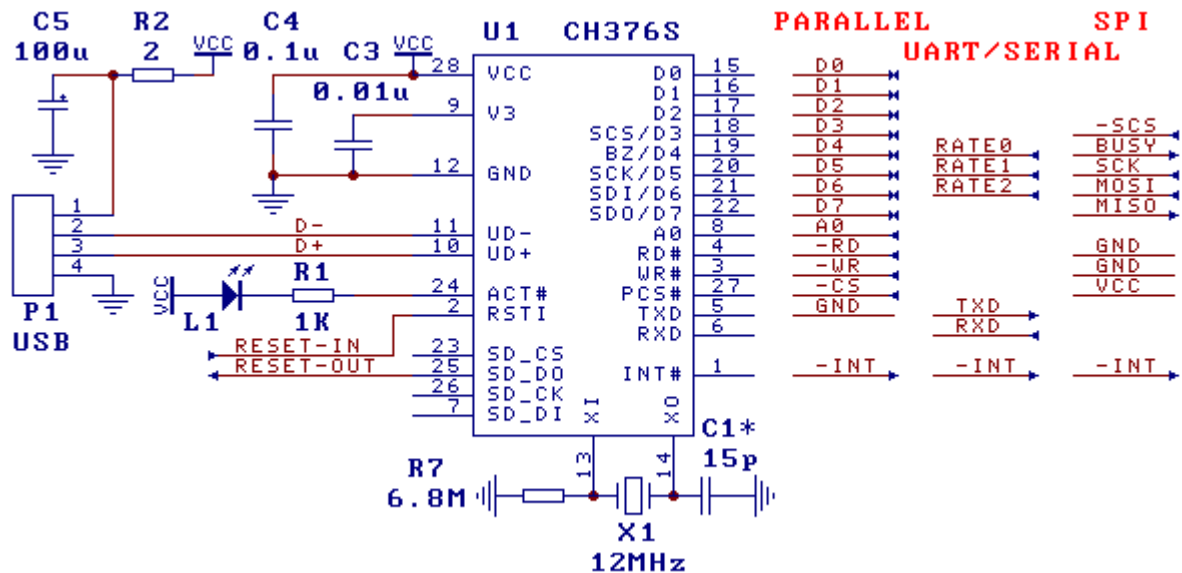 C5 R2 C4 U1 CH376S PARALLEL SPI
100u 2 VCC 0.1u C3 VCC UART/SERIAL
0.01u
28 VCC D0 15 D0
D1 16 D1
9 V3 D2 17 D2
SCS/D3 18 D3 -SCS
BZ/D4 19 D4 RATE0 BUSY
12 GND SCK/D5 20 D5 RATE1 SCK
SDI/D6 21 D6 RATE2 MOSI
1 SDO/D7 22 D7 MISO
2 D- 11 UD- A0 8 A0
3 D+ 10 UD+ RD# 4 -RD GND
4 WR# 3 -WR GND
VCC L1 R1 24 ACT# PCS# 27 -CS VCC
P1 1K 2 RSTI TXD 5 GND TXD
USB RXD 6 RXD
RESET-IN 23 SD_CS
RESET-OUT 25 SD_DO INT# 1 -INT -INT -INT
26 SD_CK
7 SD_DI XI XO
C1*
R7 13 14 15p
6.8M
X1
12MHz